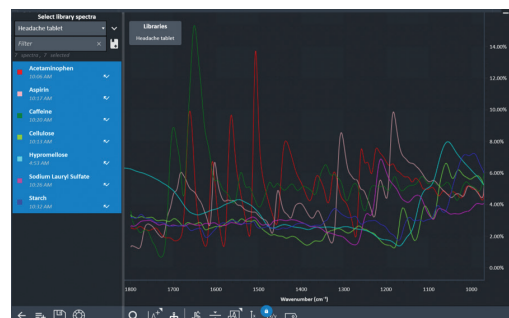 Select library spectra
Headache tablet
Filter
7 spectra, 7 selected
Acetaminophen
10:06 AM
Aspirin
10:17 AM
Caffeine
10:20 AM
Cellulose
10:13 AM
Hypromellose
4:13 AM
Sodium Lauryl Sulfate
10:26 AM
Starch
10:32 AM
Libraries
Headache tablet
14.00%
12.00%
10.00%
8.00%
6.00%
4.00%
2.00%
0.00%
1800
1700
1600
1500
1400
1300
1200
1100
1000
Wavenumber (cm⁻¹)